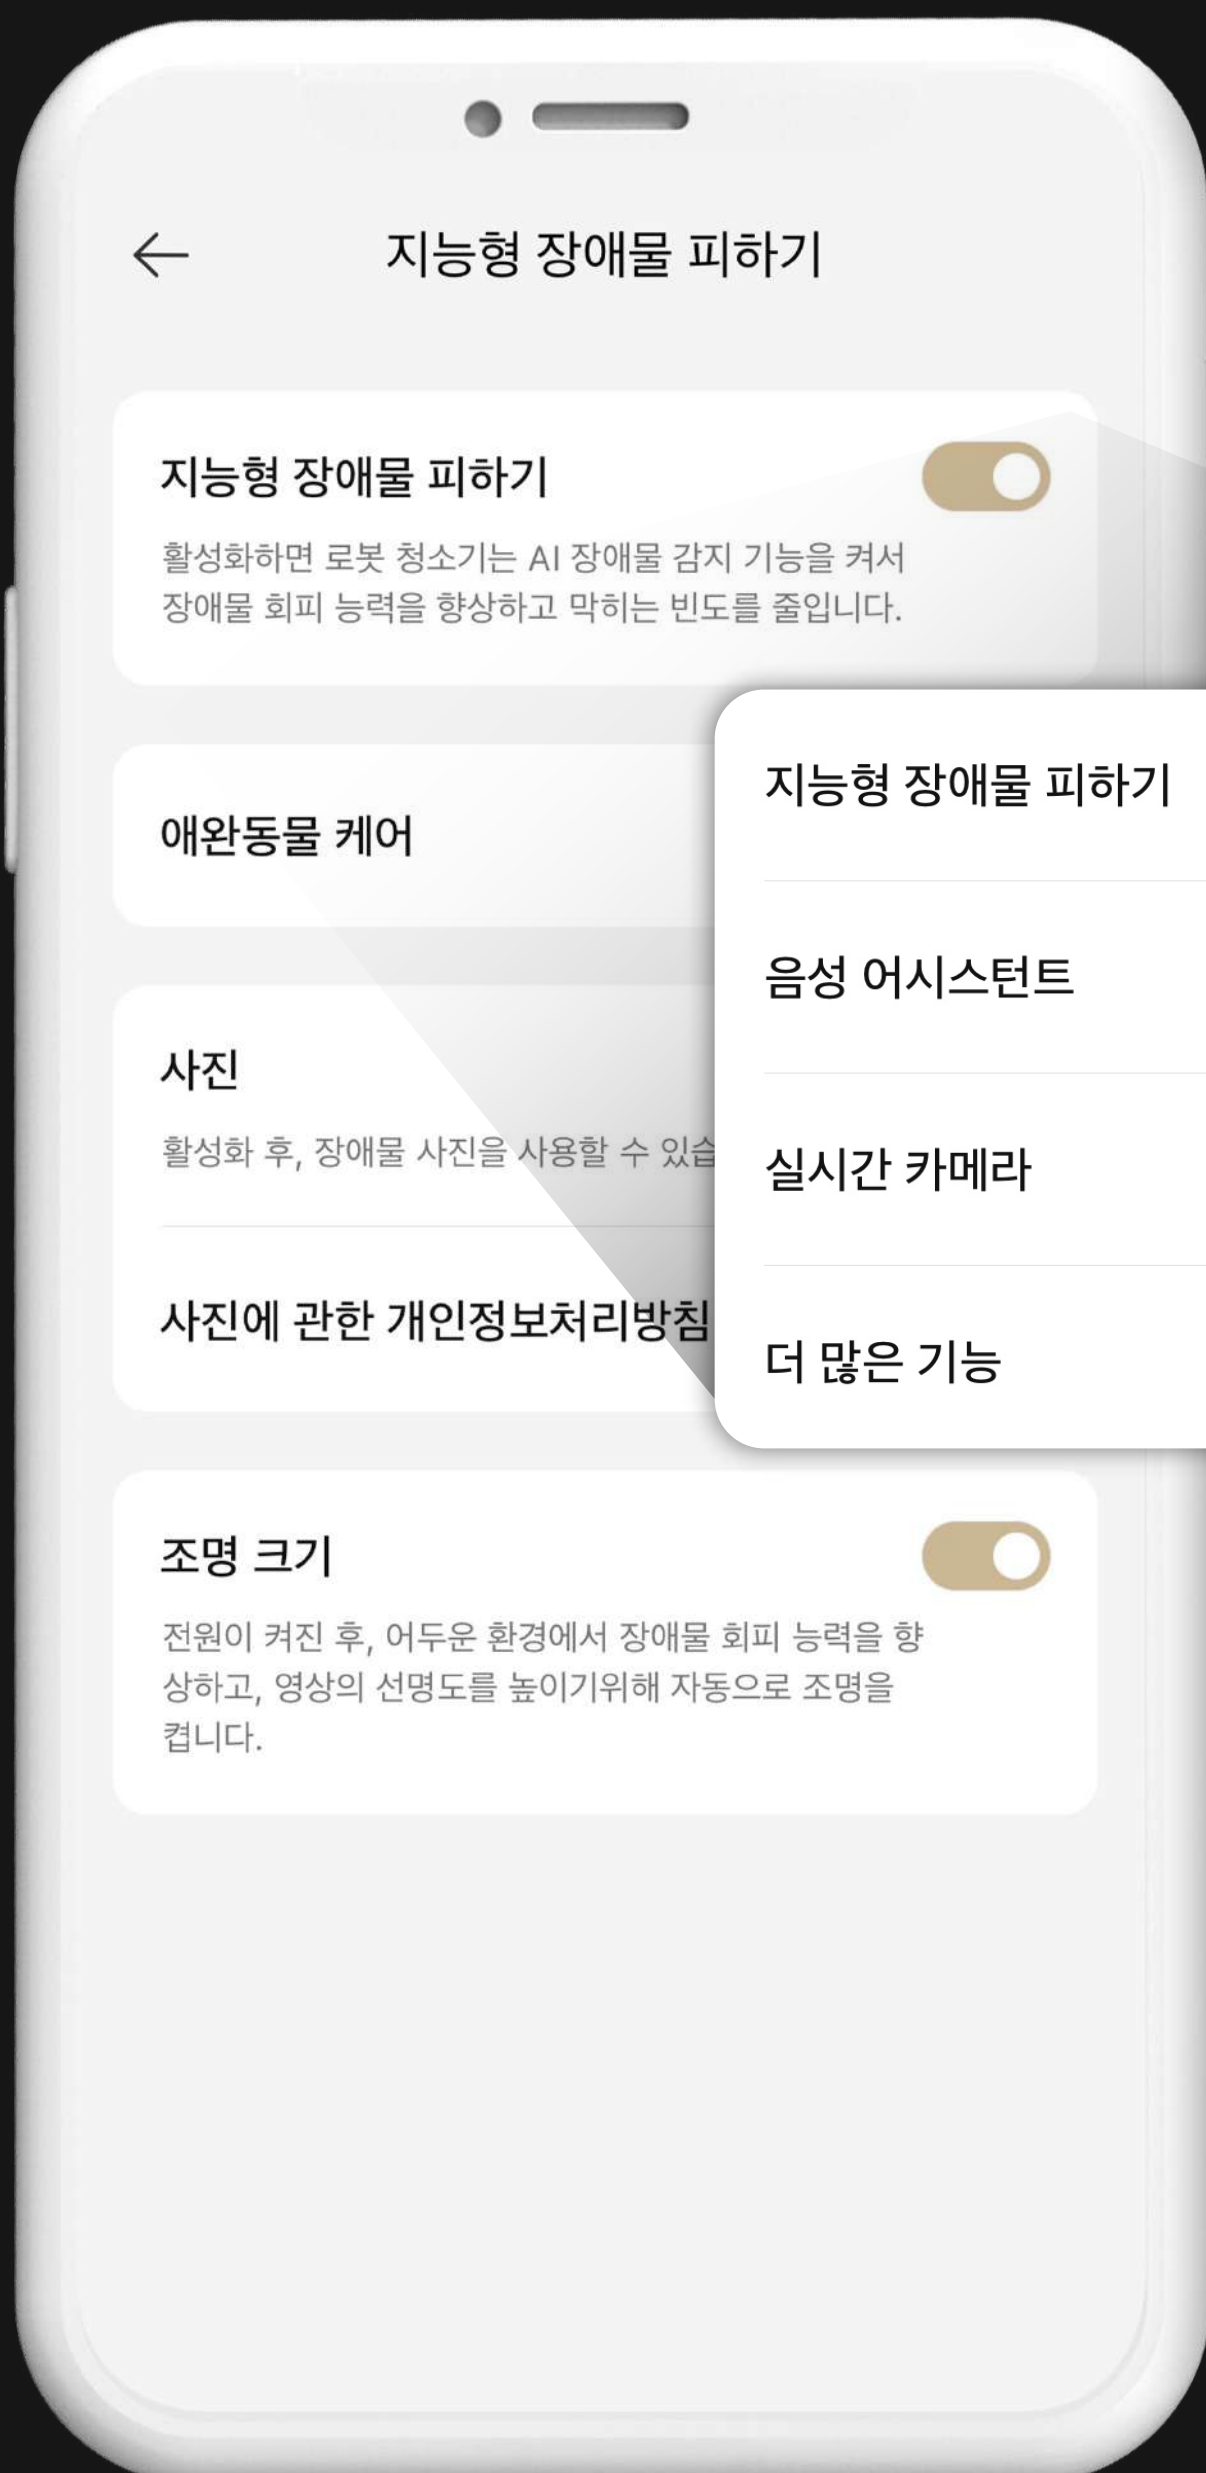 지능형 장애물 피하기
지능형 장애물 피하기
활성화하면 로봇 청소기는 AI 장애물 감지 기능을 켜서
장애물 회피 능력을 향상하고 막히는 빈도를 줄입니다.
애완동물 케어
사진
활성화 후, 장애물 사진을 사용할 수 있습
사진에 관한 개인정보처리방침
지능형 장애물 피하기
음성 어시스턴트
실시간 카메라
더 많은 기능
조명 크기
전원이 켜진 후, 어두운 환경에서 장애물 회피 능력을 향
상하고, 영상의 선명도를 높이기위해 자동으로 조명을
켭니다.